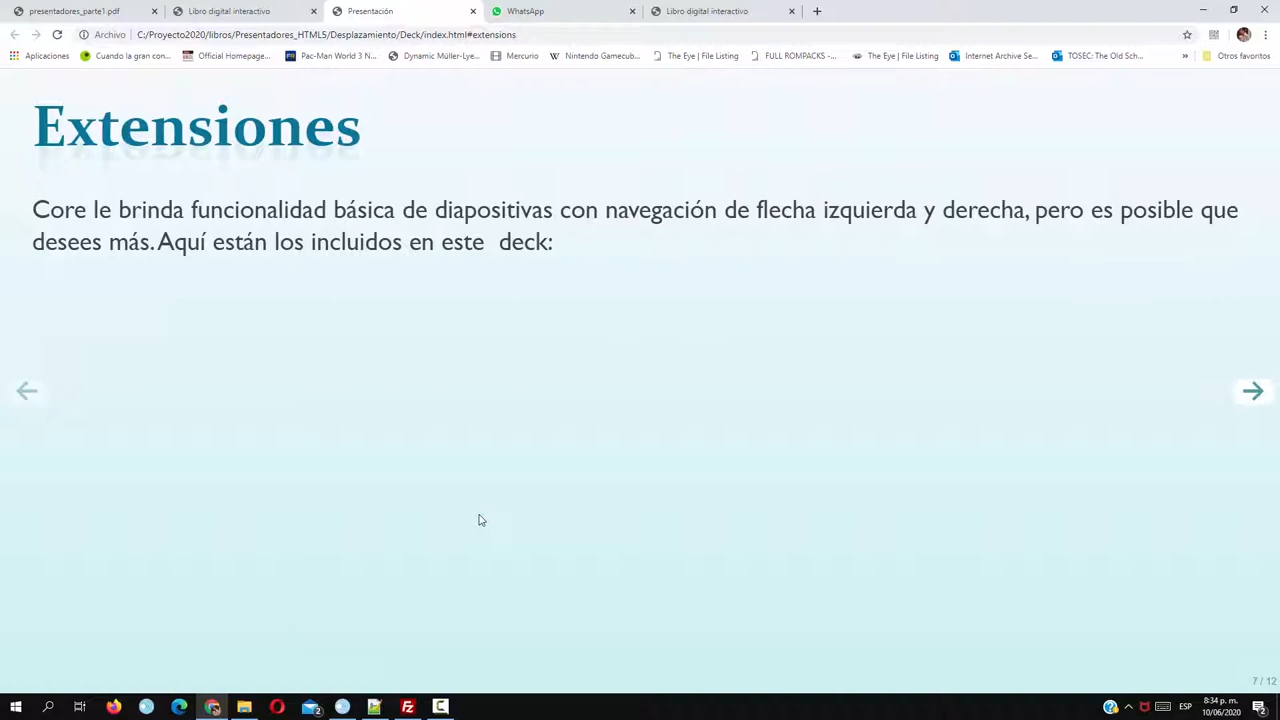 presentadores_parte1.pdf
Libro digital interactivo
Presentación
WhatsApp
Libro digital interactivo
Archivo
C:/Proyecto2020/libros/Presentadores_HTML5/Desplazamiento/Deck/index.html#extensions
Aplicaciones
Cuando la gran con...
Official Homepage...
Pac-Man World 3 N...
Dynamic Müller-Lye...
Mercurio
Nintendo Gamecub...
The Eye | File Listing
FULL ROMPACKS -...
The Eye | File Listing
Internet Archive Se...
TOSEC: The Old Sch...
»
Otros favoritos
Extensiones
Core le brinda funcionalidad básica de diapositivas con navegación de flecha izquierda y derecha, pero es posible que
desees más. Aquí están los incluidos en este deck:
7 / 12
ESP
8:34 p. m.
10/06/2020